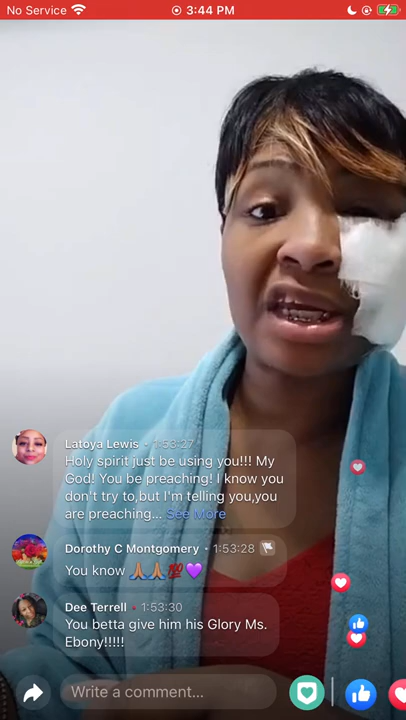 No Service 3:44 PM
Latoya Lewis • 1:53:27
Holy spirit just be using you!!! My
God! You be preaching! I know you
don't try to,but I'm telling you,you
are preaching... See More
Dorothy C Montgomery • 1:53:28
You know 🙏🏽🙏🏽💯💜
Dee Terrell • 1:53:30
You betta give him his Glory Ms.
Ebony!!!!!
Write a comment...